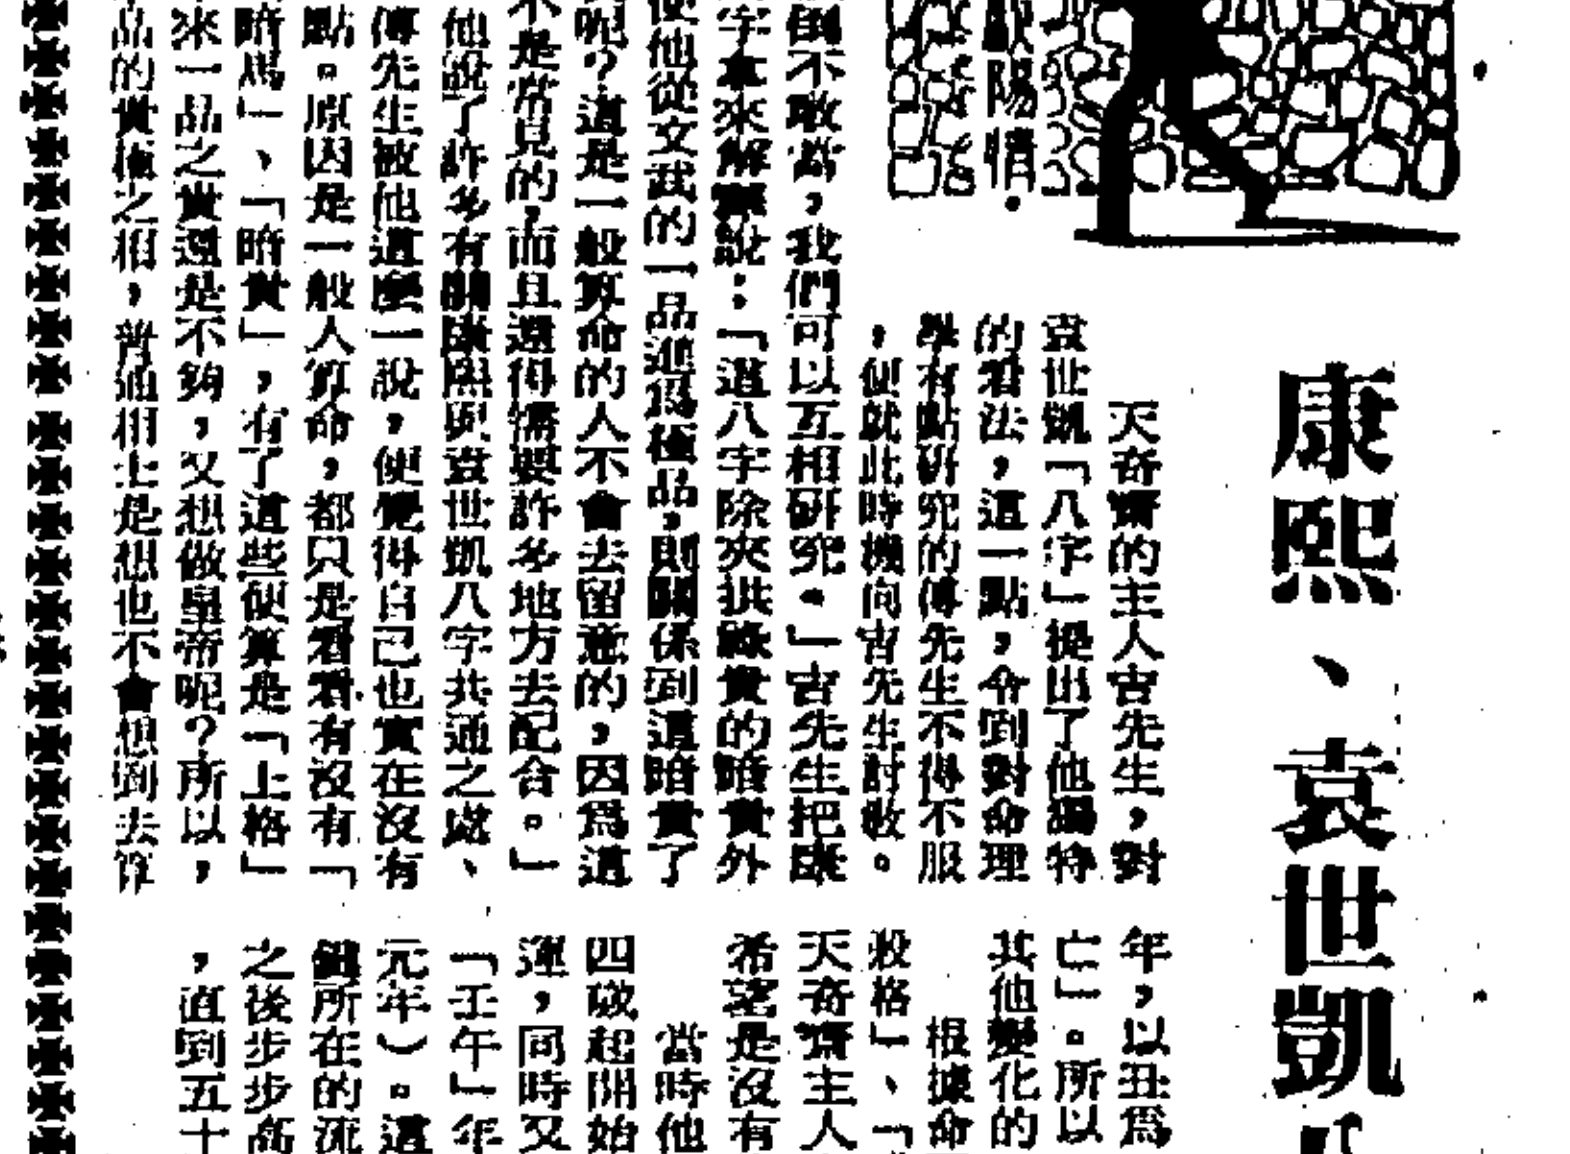 康熙、袁世凱
歐陽情．
天奇齋的主人古先生，對
袁世凱「八字」提出了他獨特
的看法，這一點，令到對命理
學有點研究的傅先生不得不服
，便就此時機向古先生討教。
倒不敢當，我們可以互相研究。」古先生把康
字拿來解釋說：「這八字除夾拱祿貴的暗貴外
使他從文武的一品進爲極品，則關係到這暗貴了
呢？這是一般算命的人不會去留意的，因爲這
不是常見的，而且還得需要許多地方去配合。」
他說了許多有關康熙與袁世凱八字共通之處、
傅先生被他這麼一說，便覺得自己也實在沒有
點。原因是一般人算命，都只是看看有沒有「
暗馬」、「暗貴」，有了這些便算是「上格」
來一品之貴還是不夠，又想做皇帝呢？所以，
品的貴極之相，普通相士是想也不會想到去算
年，以丑爲
亡」。所以
其他變化的
根據命
殺格」、「
天奇齋主人
希望是沒有
當時他
四歲起開始
運，同時又
「壬午」年
元年）。這
所在的流
之後步步高
，直到五十